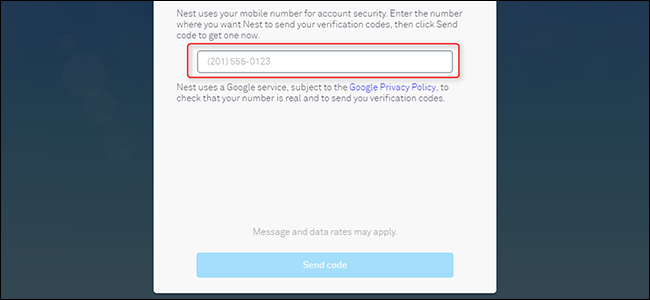 Nest uses your mobile number for account security. Enter the number
where you want Nest to send your verification codes, then click Send
code to get one now.
(201) 555-0123
Nest uses a Google service, subject to the Google Privacy Policy, to
check that your number is real and to send you verification codes.
Message and data rates may apply.
Send code